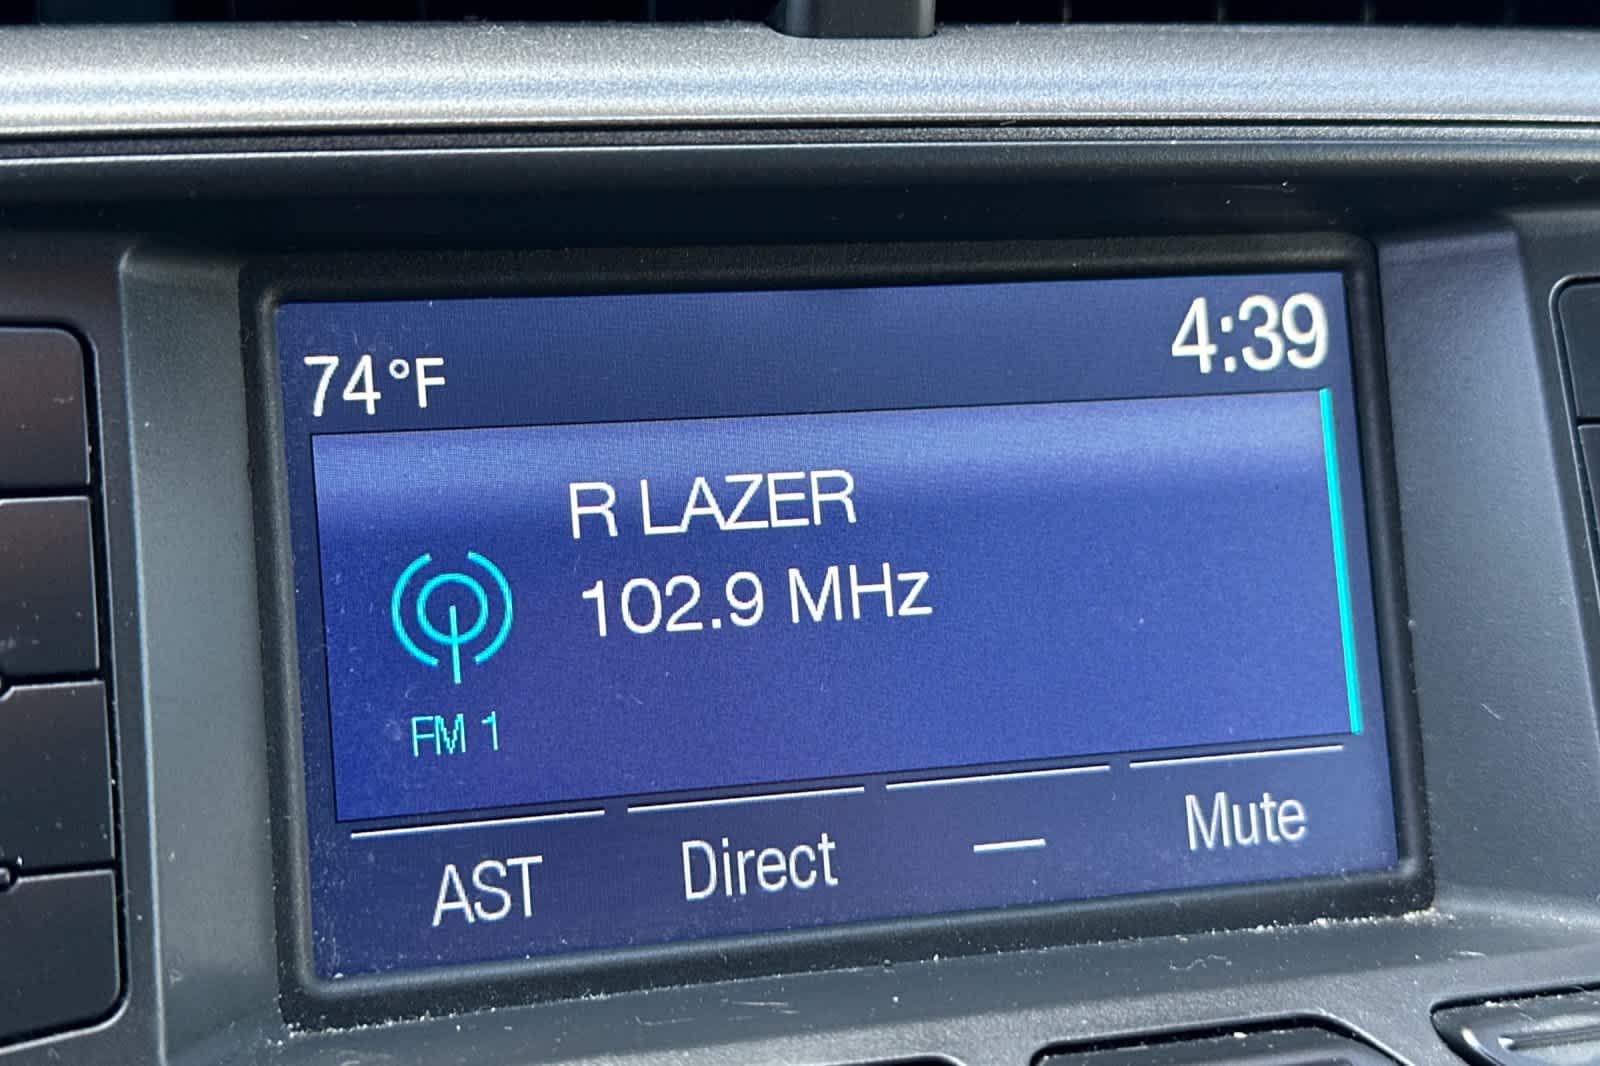 74°F
4:39
R LAZER
102.9 MHz
FM 1
AST
Direct
—
Mute